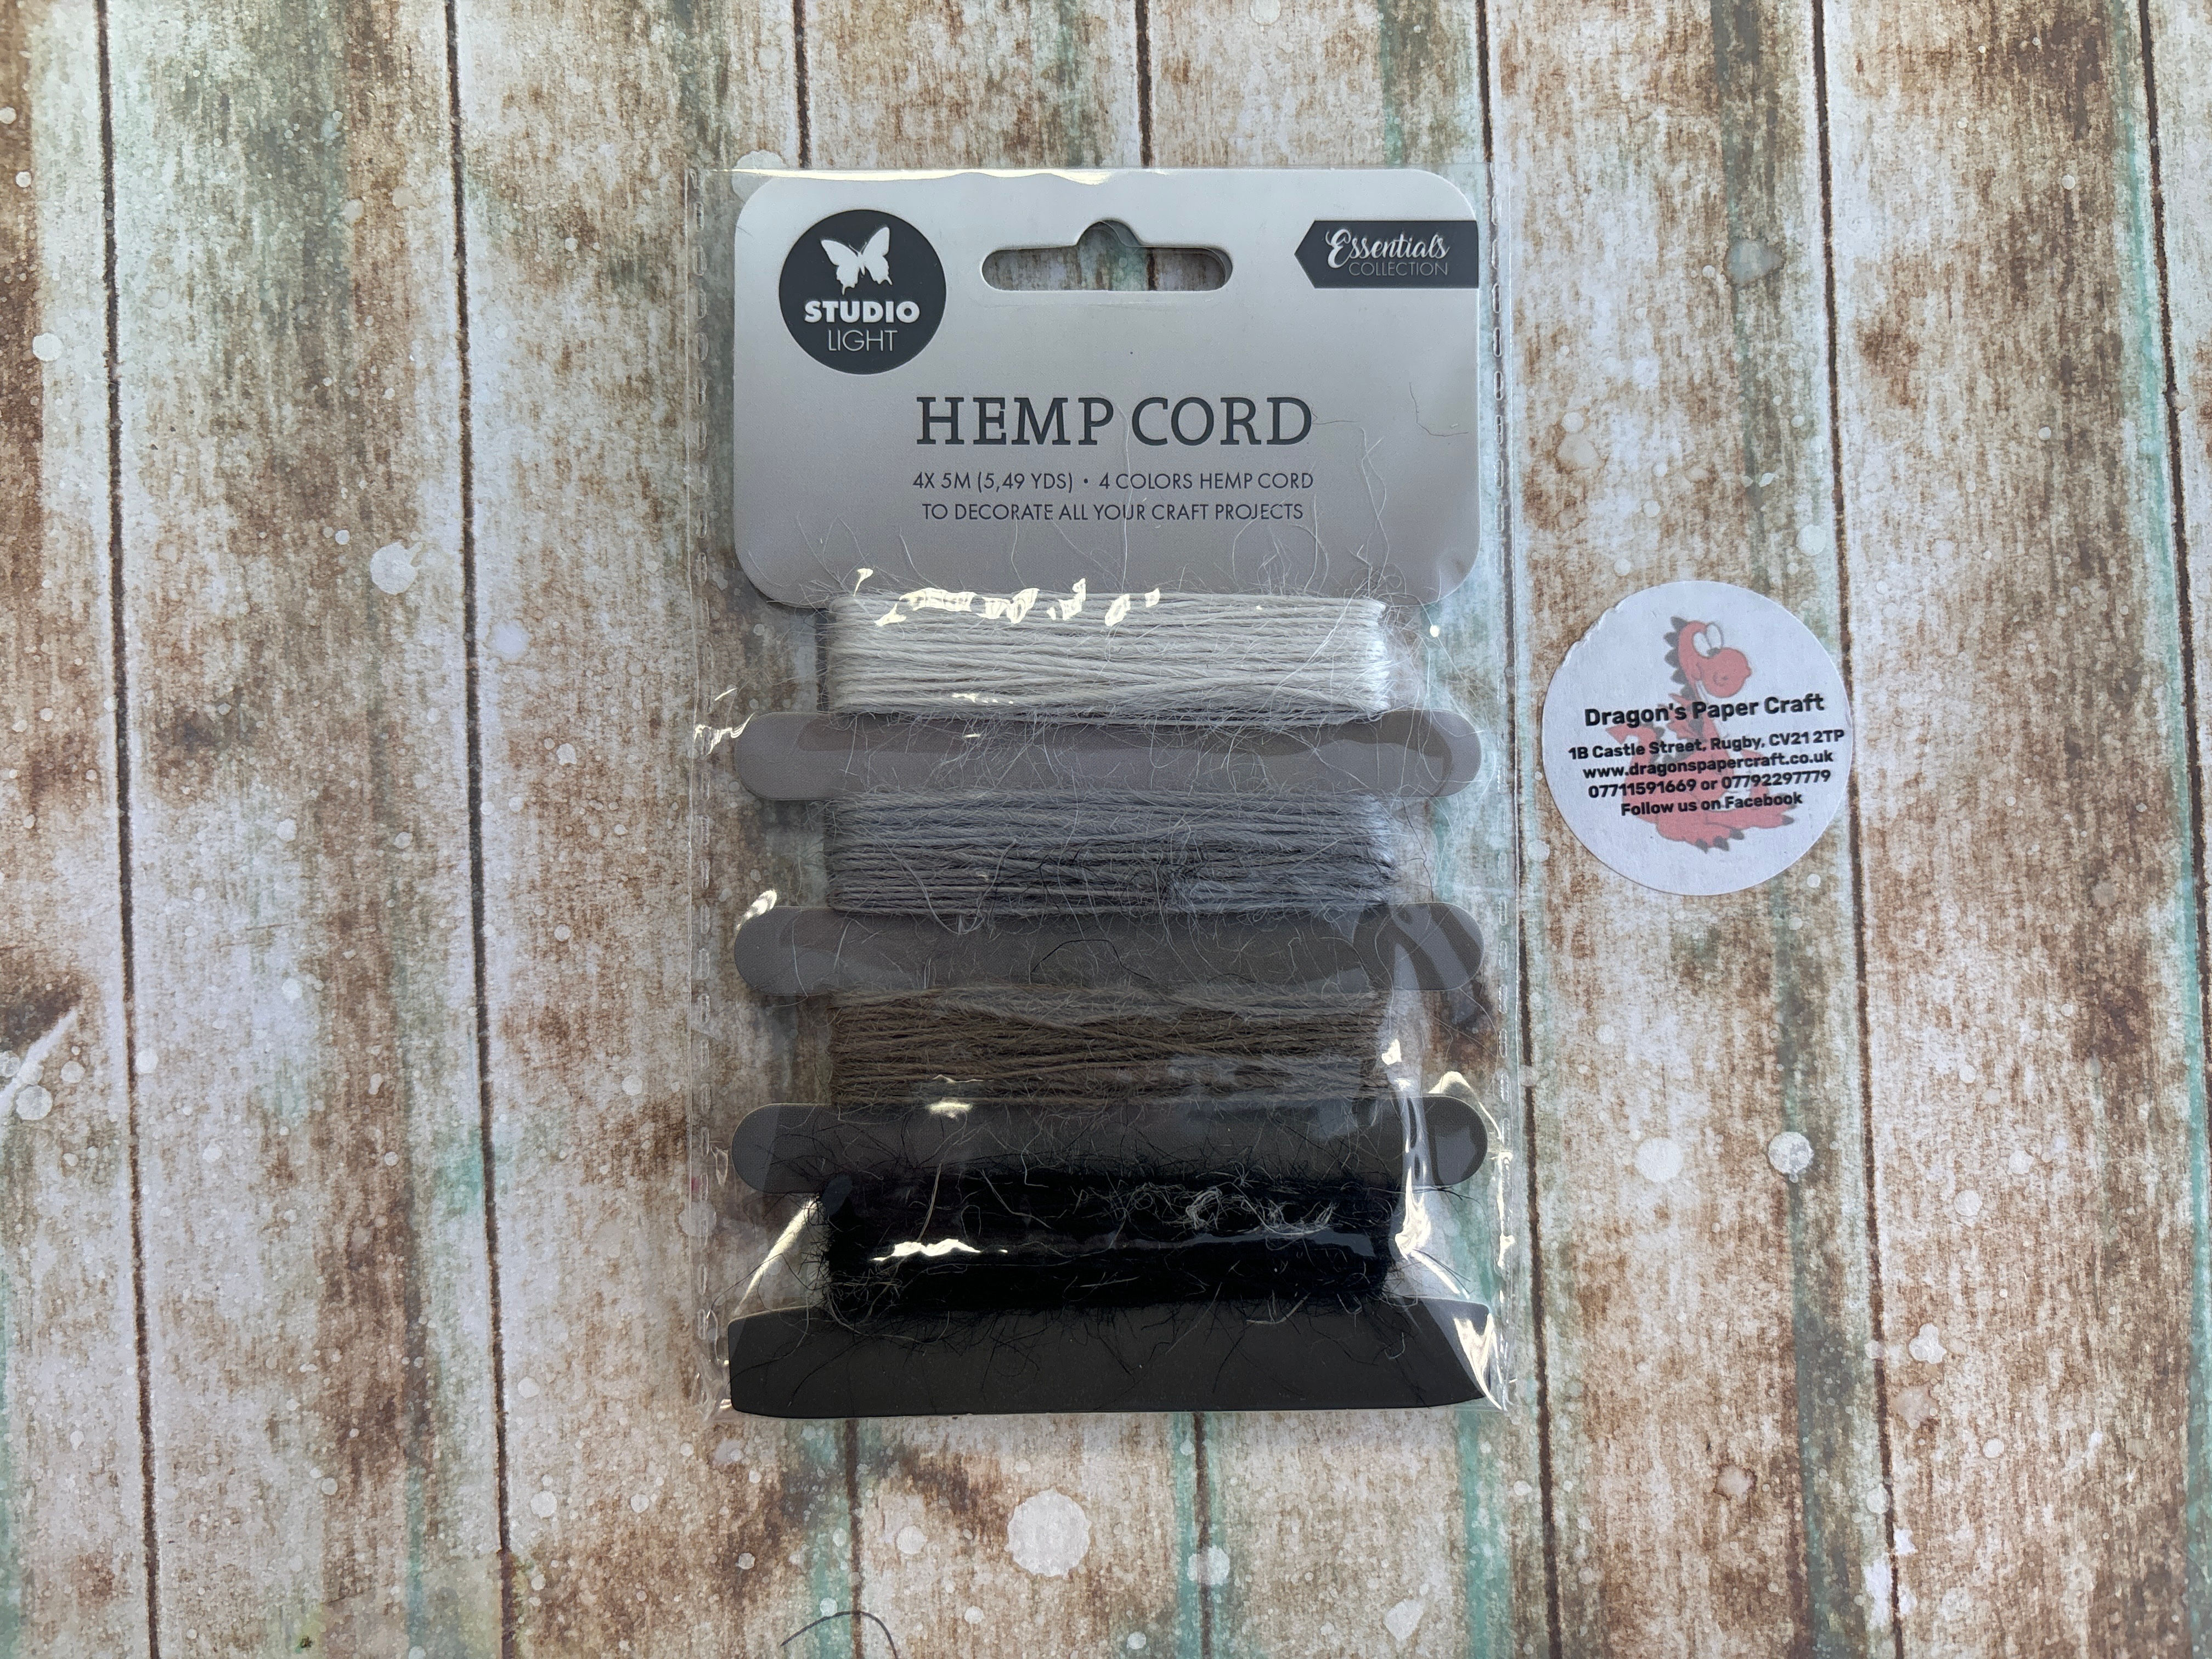 STUDIO
LIGHT
Essentials
COLLECTION
HEMP CORD
4X 5M (5,49 YDS) • 4 COLORS HEMP CORD
TO DECORATE ALL YOUR CRAFT PROJECTS
Dragon's Paper Craft
1B Castle Street, Rugby, CV21 2TP
www.dragonspapercraft.co.uk
07711591669 or 07792297779
Follow us on Facebook